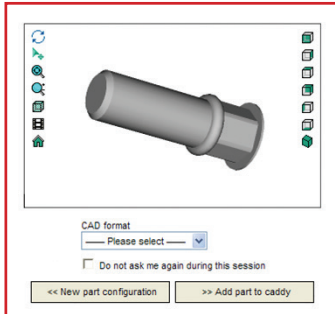 CAD format
—— Please select ——
Do not ask me again during this session
<< New part configuration
>> Add part to caddy